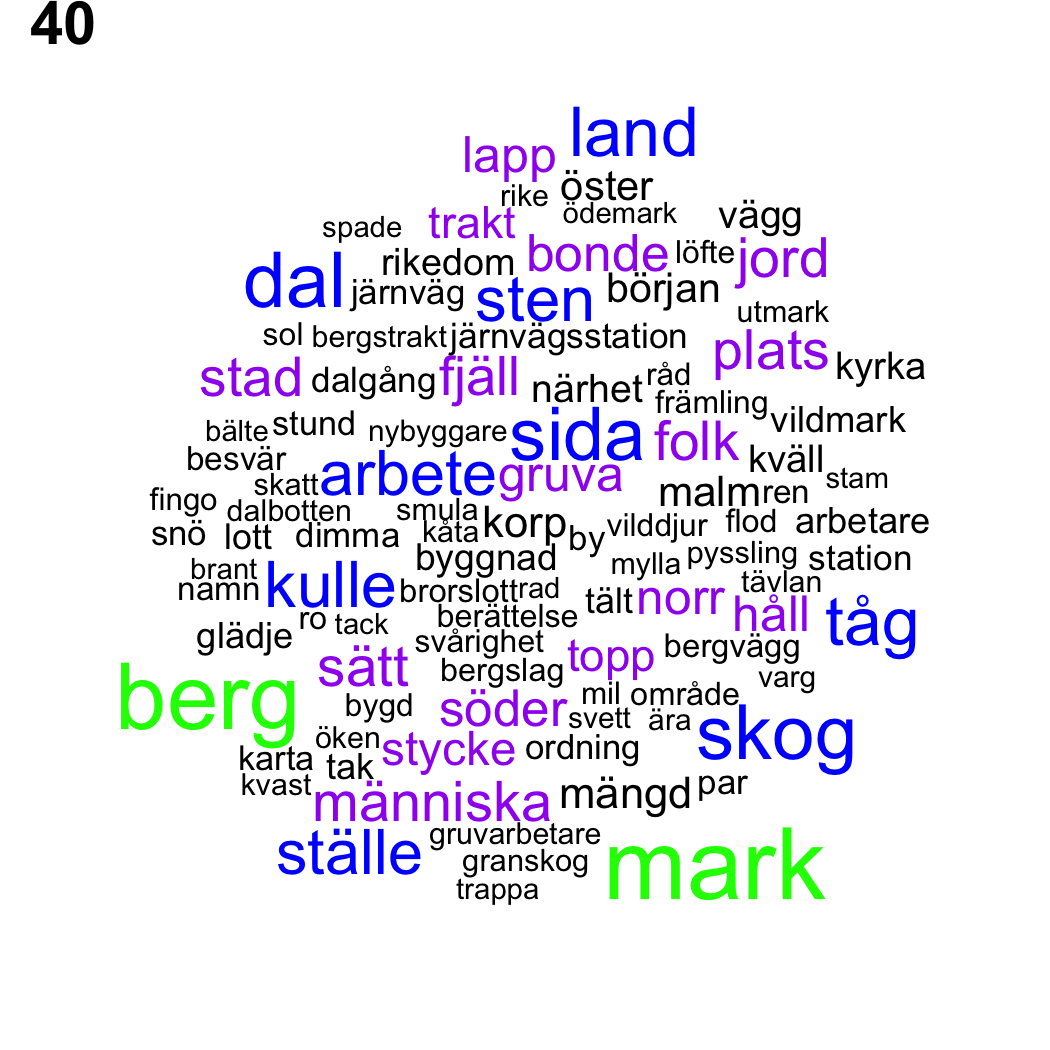 40
land
lapp
rike öster
spade trakt ödemark vägg
rikedom bonde löfte jord
dal järnväg sten början
utmark
sol bergstrakt järnvägsstation
stad dalgång fjäll närhet råd plats kyrka
främling
bälte stund nybyggare sida folk vildmark
besvär arbete gruva kväll
skatt malm ren stam
fingo dalbotten smula
snö lott dimma kåta korp by vilddjur flod arbetare
byggnad mylla pyssling station
brant tävlan
namn kulle brorslott rad tält norr håll tåg
glädje ro tack berättelse
svårighet
sätt bergslag topp bergvägg
berg bygd söder mil område varg
svett ära skog
öken
karta tak stycke ordning
kvast människa mängd par
ställe gruvarbetare mark
granskog
trappa